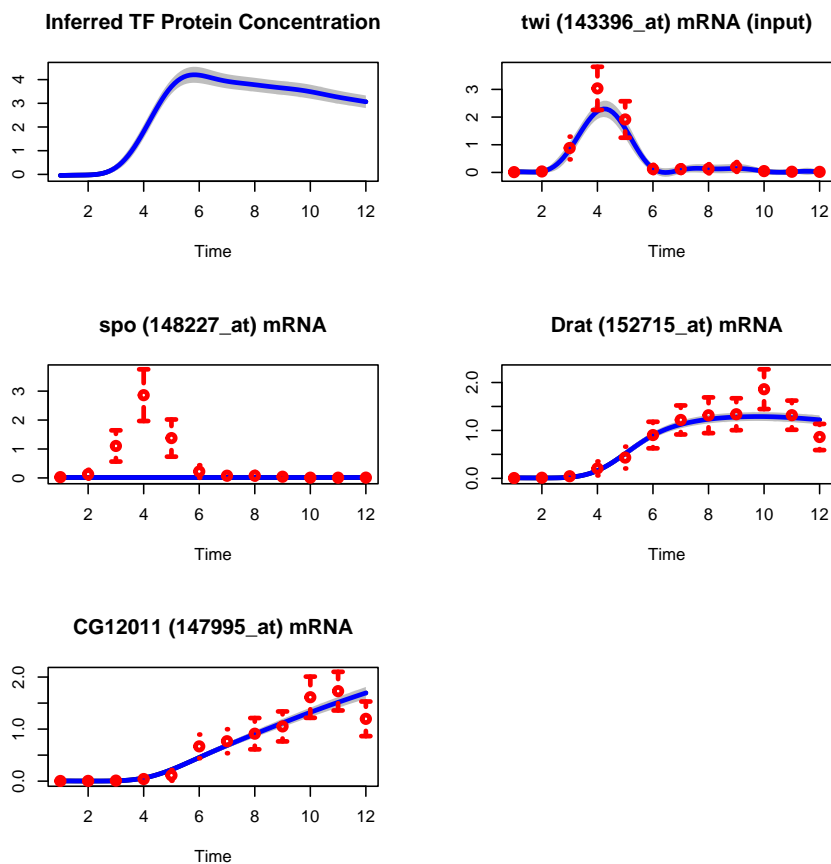 Inferred TF Protein Concentration
4
3
2
1
0
2 4 6 8 10 12
Time
twi (143396_at) mRNA (input)
3
2
1
0
2 4 6 8 10 12
Time
spo (148227_at) mRNA
3
2
1
0
2 4 6 8 10 12
Time
Drat (152715_at) mRNA
2.0
1.0
0.0
2 4 6 8 10 12
Time
CG12011 (147995_at) mRNA
2.0
1.0
0.0
2 4 6 8 10 12
Time